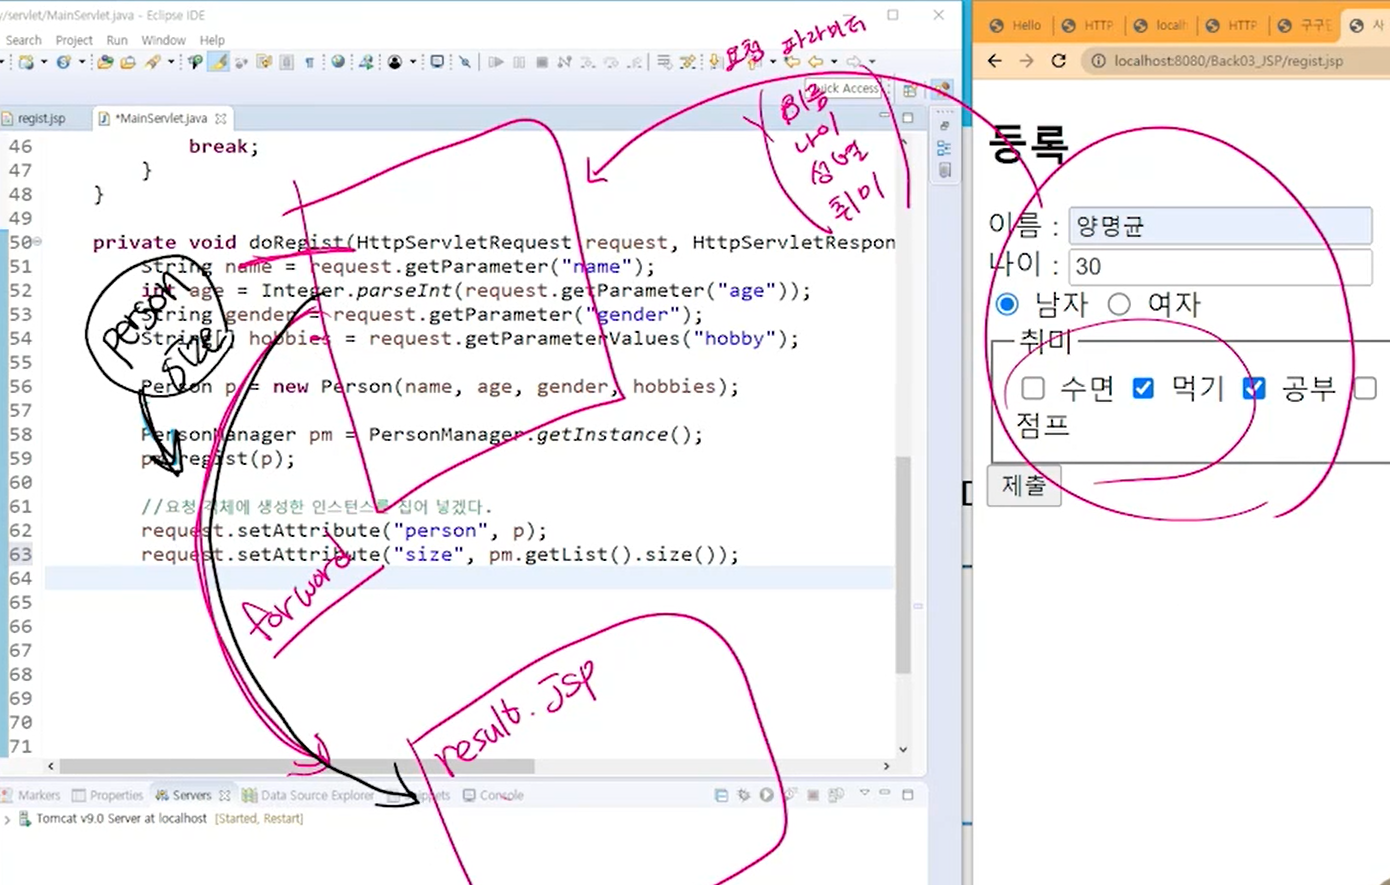 /servlet/MainServlet.java - Eclipse IDE
Search Project Run Window Help
Quick Access
regist.jsp *MainServlet.java
46 break;
47 }
48 }
49
50 private void doRegist(HttpServletRequest request, HttpServletRespon
51 String name = request.getParameter("name");
52 int age = Integer.parseInt(request.getParameter("age"));
53 String gender = request.getParameter("gender");
54 String[] hobbies = request.getParameterValues("hobby");
55
56 Person p = new Person(name, age, gender, hobbies);
57
58 PersonManager pm = PersonManager.getInstance();
59 pm.regist(p);
60
61 //요청 객체에 생성한 인스턴스를 집어 넣겠다.
62 request.setAttribute("person", p);
63 request.setAttribute("size", pm.getList().size());
64
65
66
67
68
69
70
71
Markers Properties Servers Data Source Explorer Snippets Console
Tomcat v9.0 Server at localhost [Started, Restart]
요청 파라미터
이름
나이
성별
취미
person
size
forword
result.jsp
Hello HTTP localh HTTP 구구단 사
localhost:8080/Back03_JSP/regist.jsp
등록
이름 : 양명균
나이 : 30
남자 여자
취미
수면 먹기 공부
점프
제출